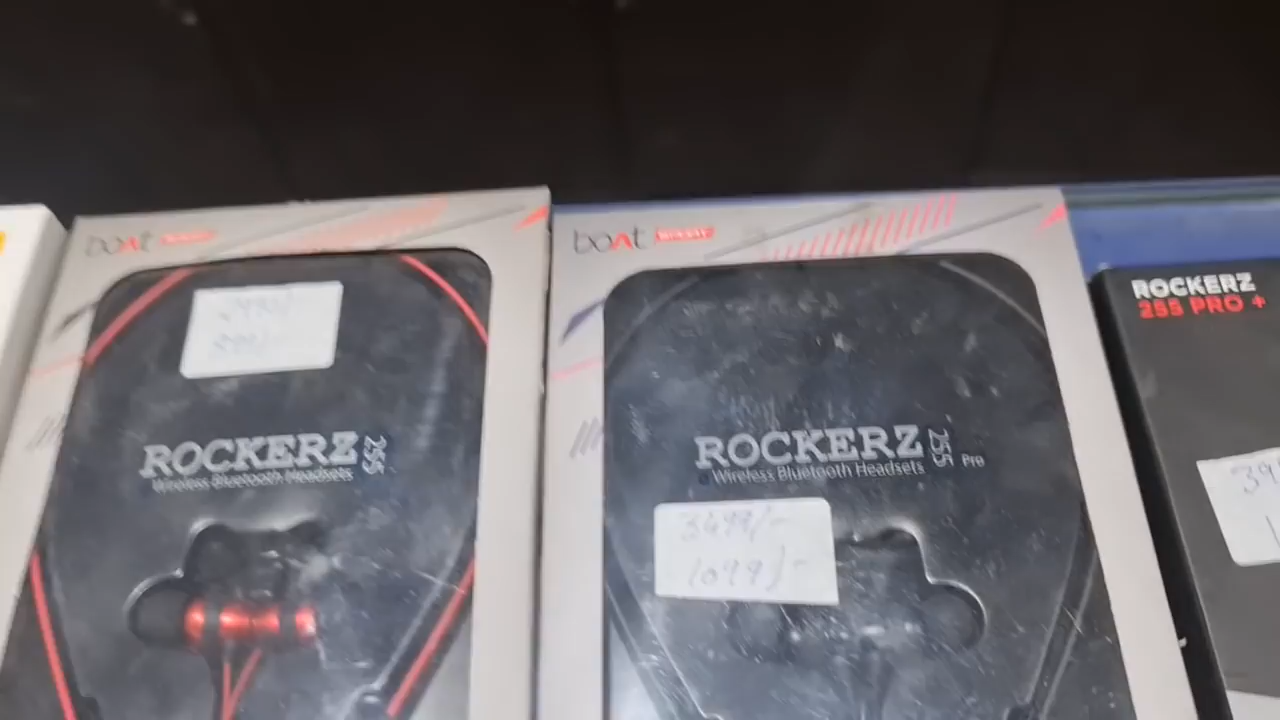 boAt
ROCKERZ 255
Wireless Bluetooth Headsets
boAt
ROCKERZ 255 Pro
Wireless Bluetooth Headsets
3499/-
1099/-
ROCKERZ
255 PRO +